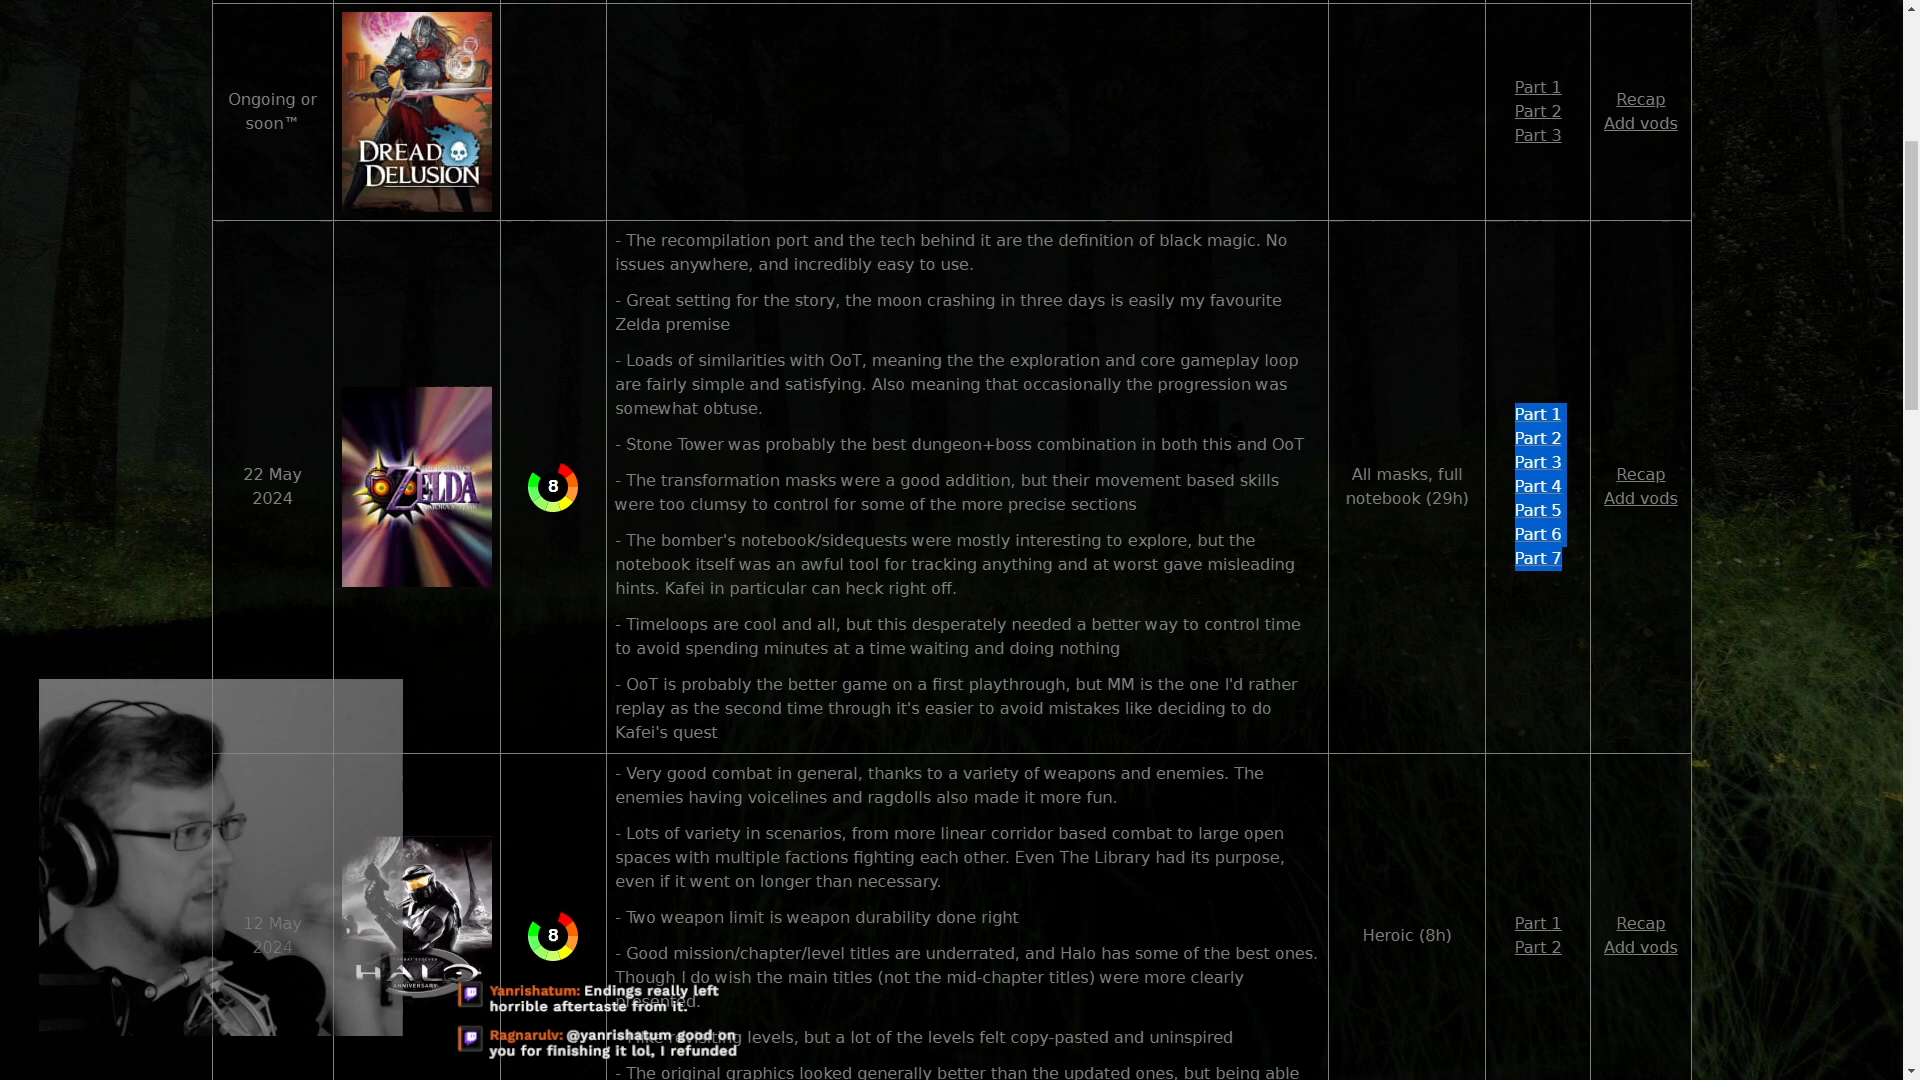 Ongoing or
soon™
DREAD
DELUSION
Part 1
Part 2
Part 3
Recap
Add vods
22 May
2024
ZELDA
8
- The recompilation port and the tech behind it are the definition of black magic. No
issues anywhere, and incredibly easy to use.
- Great setting for the story, the moon crashing in three days is easily my favourite
Zelda premise
- Loads of similarities with OoT, meaning the the exploration and core gameplay loop
are fairly simple and satisfying. Also meaning that occasionally the progression was
somewhat obtuse.
- Stone Tower was probably the best dungeon+boss combination in both this and OoT
- The transformation masks were a good addition, but their movement based skills
were too clumsy to control for some of the more precise sections
- The bomber's notebook/sidequests were mostly interesting to explore, but the
notebook itself was an awful tool for tracking anything and at worst gave misleading
hints. Kafei in particular can heck right off.
- Timeloops are cool and all, but this desperately needed a better way to control time
to avoid spending minutes at a time waiting and doing nothing
- OoT is probably the better game on a first playthrough, but MM is the one I'd rather
replay as the second time through it's easier to avoid mistakes like deciding to do
Kafei's quest
All masks, full
notebook (29h)
Part 1
Part 2
Part 3
Part 4
Part 5
Part 6
Part 7
Recap
Add vods
12 May
2024
HALO
ANNIVERSARY
8
- Very good combat in general, thanks to a variety of weapons and enemies. The
enemies having voicelines and ragdolls also made it more fun.
- Lots of variety in scenarios, from more linear corridor based combat to large open
spaces with multiple factions fighting each other. Even The Library had its purpose,
even if it went on longer than necessary.
- Two weapon limit is weapon durability done right
- Good mission/chapter/level titles are underrated, and Halo has some of the best ones.
Though I do wish the main titles (not the mid-chapter titles) were more clearly
presented.
levels, but a lot of the levels felt copy-pasted and uninspired
- The original graphics looked generally better than the updated ones, but being able
Heroic (8h)
Part 1
Part 2
Recap
Add vods
Yanrishatum: Endings really left
horrible aftertaste from it.
Ragnarulv: @yanrishatum good on
you for finishing it lol, I refunded